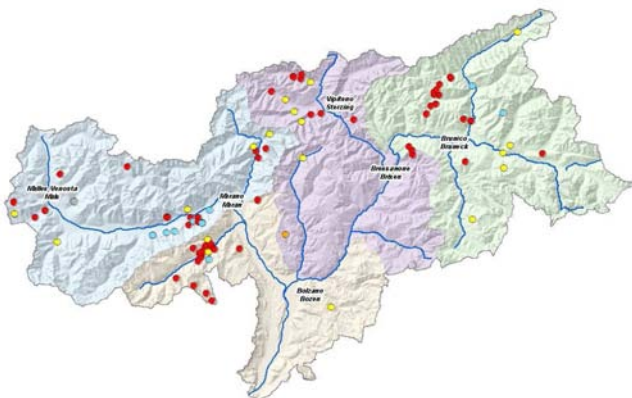 Vipiteno
Sterzing
Brunico
Bruneck
Bressanone
Brixen
Malles Venosta
Mals
Merano
Meran
Bolzano
Bozen